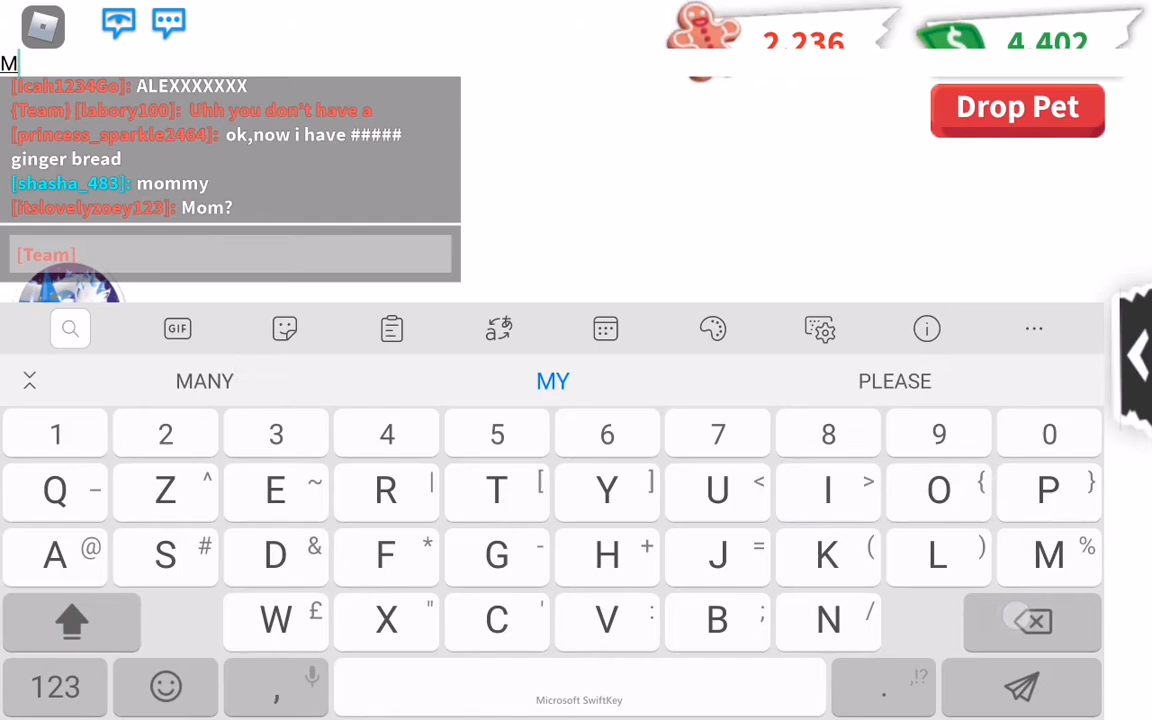 2.236 4.402
M
[Icah1234Go]: ALEXXXXXXX
{Team} [labory100]: Uhh you don't have a
[princess_sparkle2484]: ok,now i have #####
ginger bread
[shasha_483]: mommy
[itslovelyzoey123]: Mom?
[Team]
Drop Pet
GIF
MANY MY PLEASE
1 2 3 4 5 6 7 8 9 0
Q – Z ^ E ~ R | T [ Y ] U < I > O { P }
A @ S # D & F * G - H + J = K ( L ) M %
W £ X " C ' V : B ; N /
123 , . ,!?
Microsoft SwiftKey